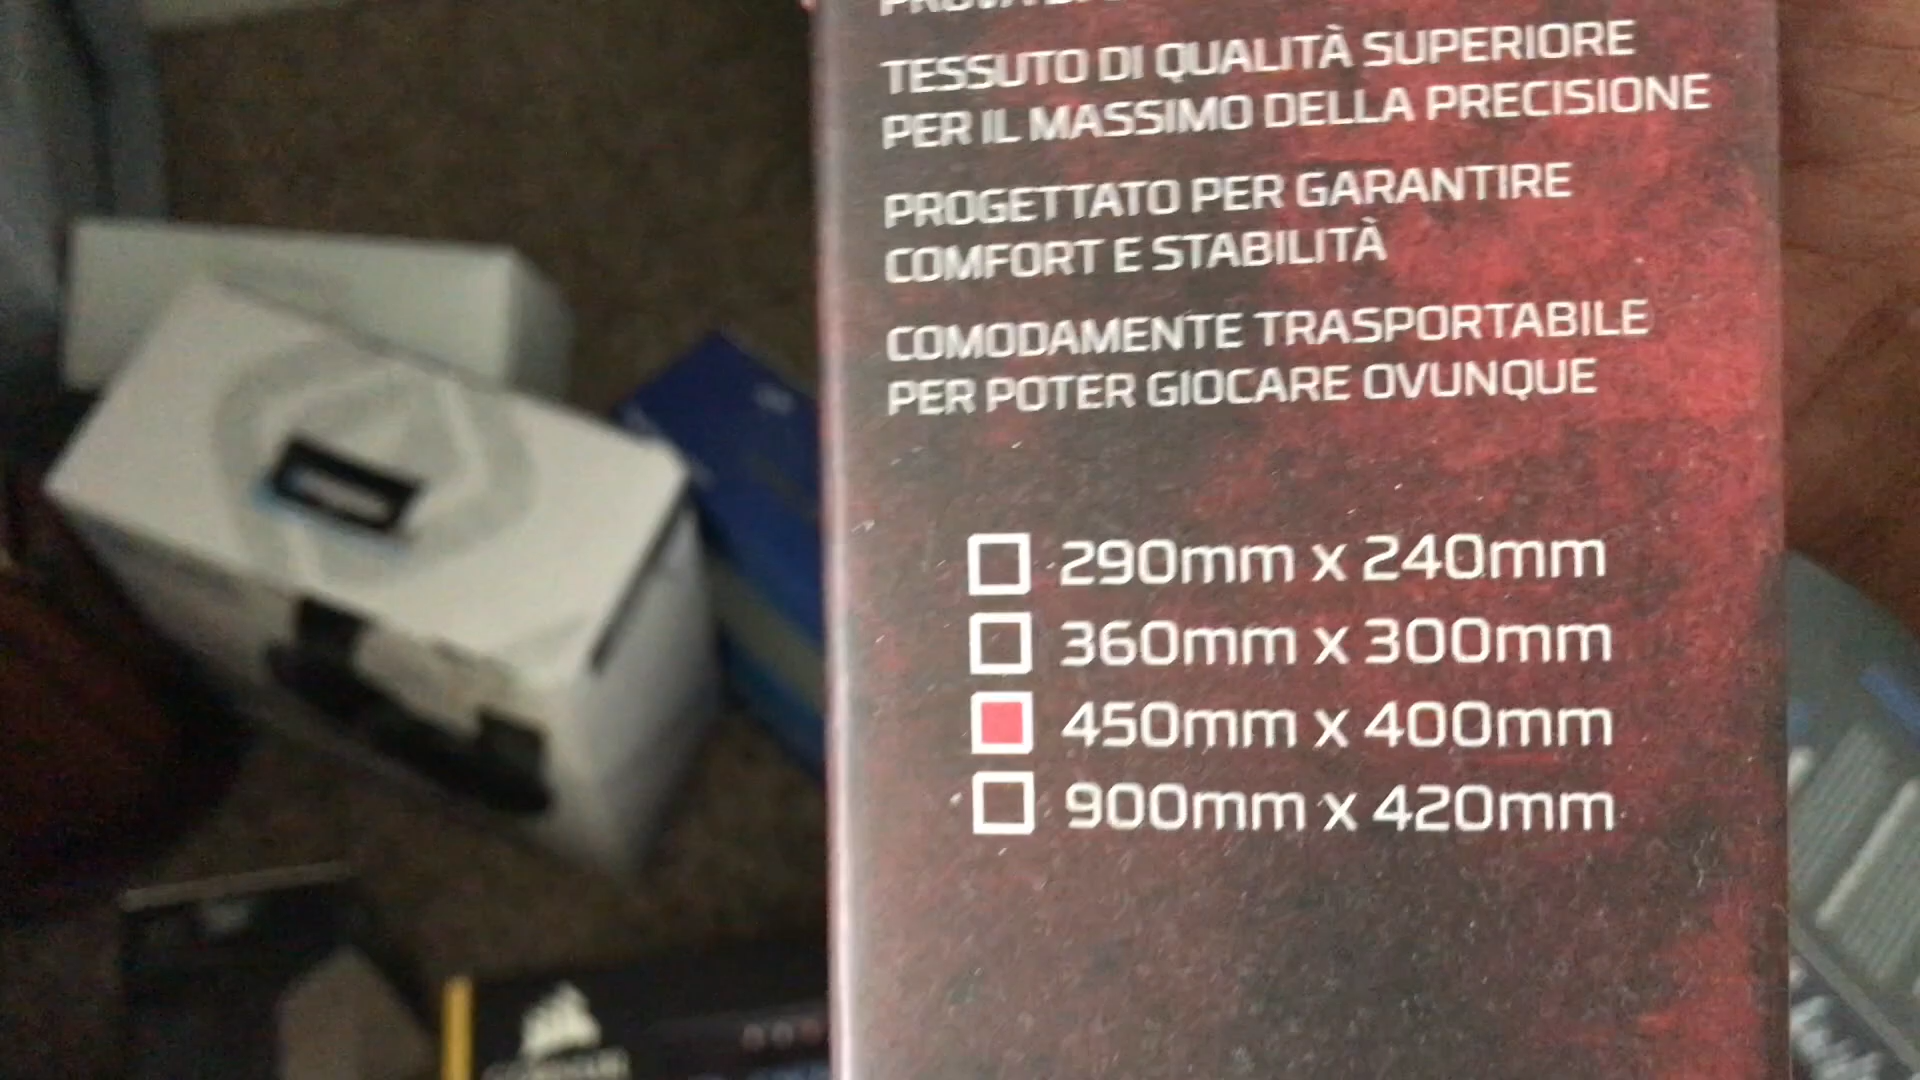 TESSUTO DI QUALITÀ SUPERIORE
PER IL MASSIMO DELLA PRECISIONE
PROGETTATO PER GARANTIRE
COMFORT E STABILITÀ
COMODAMENTE TRASPORTABILE
PER POTER GIOCARE OVUNQUE
290mm x 240mm
360mm x 300mm
450mm x 400mm
900mm x 420mm